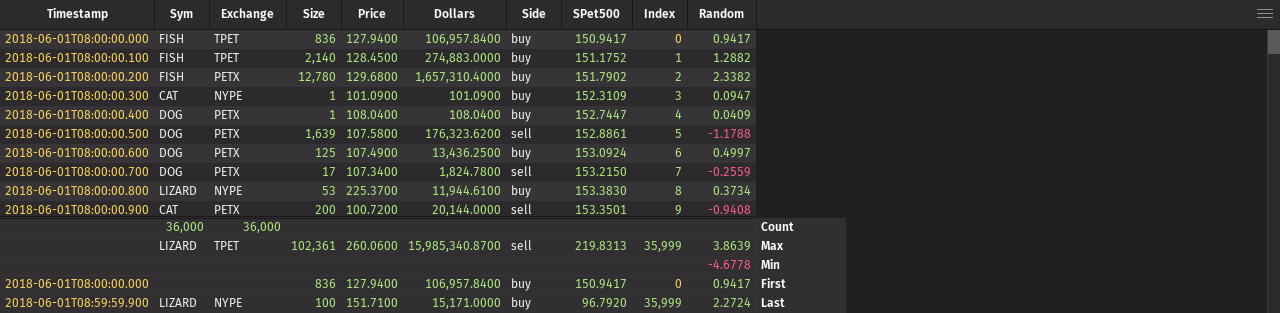 Timestamp Sym Exchange Size Price Dollars Side SPet500 Index Random
2018-06-01T08:00:00.000 FISH TPET 836 127.9400 106,957.8400 buy 150.9417 0 0.9417
2018-06-01T08:00:00.100 FISH TPET 2,140 128.4500 274,883.0000 buy 151.1752 1 1.2882
2018-06-01T08:00:00.200 FISH PETX 12,780 129.6800 1,657,310.4000 buy 151.7902 2 2.3382
2018-06-01T08:00:00.300 CAT NYPE 1 101.0900 101.0900 buy 152.3109 3 0.0947
2018-06-01T08:00:00.400 DOG PETX 1 108.0400 108.0400 buy 152.7447 4 0.0409
2018-06-01T08:00:00.500 DOG PETX 1,639 107.5800 176,323.6200 sell 152.8861 5 -1.1788
2018-06-01T08:00:00.600 DOG PETX 125 107.4900 13,436.2500 buy 153.0924 6 0.4997
2018-06-01T08:00:00.700 DOG PETX 17 107.3400 1,824.7800 sell 153.2150 7 -0.2559
2018-06-01T08:00:00.800 LIZARD NYPE 53 225.3700 11,944.6100 buy 153.3830 8 0.3734
2018-06-01T08:00:00.900 CAT PETX 200 100.7200 20,144.0000 sell 153.3501 9 -0.9408
36,000 36,000 Count
LIZARD TPET 102,361 260.0600 15,985,340.8700 sell 219.8313 35,999 3.8639 Max
-4.6778 Min
2018-06-01T08:00:00.000 836 127.9400 106,957.8400 buy 150.9417 0 0.9417 First
2018-06-01T08:59:59.900 LIZARD NYPE 100 151.7100 15,171.0000 buy 96.7920 35,999 2.2724 Last